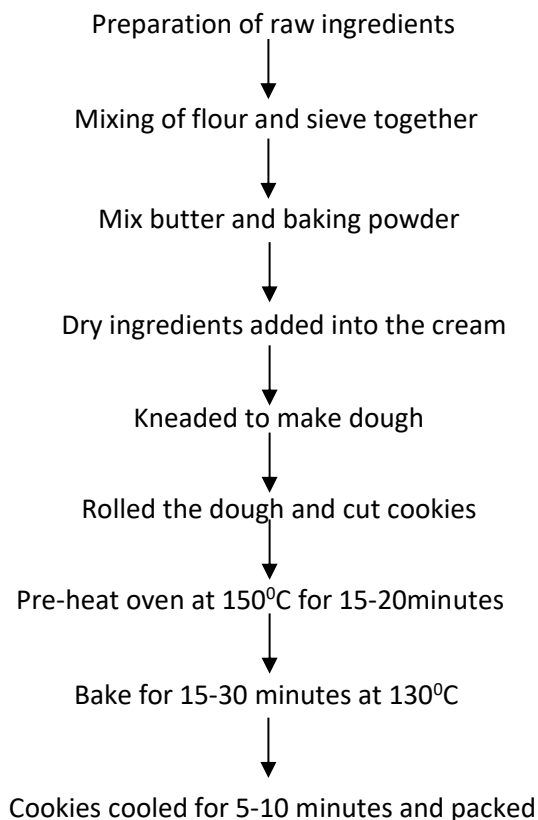 Preparation of raw ingredients
Mixing of flour and sieve together
Mix butter and baking powder
Dry ingredients added into the cream
Kneaded to make dough
Rolled the dough and cut cookies
Pre-heat oven at 150⁰C for 15-20minutes
Bake for 15-30 minutes at 130⁰C
Cookies cooled for 5-10 minutes and packed